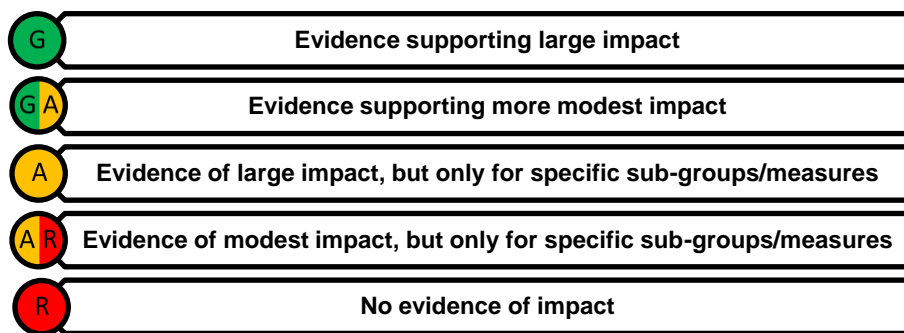 G Evidence supporting large impact
G A Evidence supporting more modest impact
A Evidence of large impact, but only for specific sub-groups/measures
A R Evidence of modest impact, but only for specific sub-groups/measures
R No evidence of impact